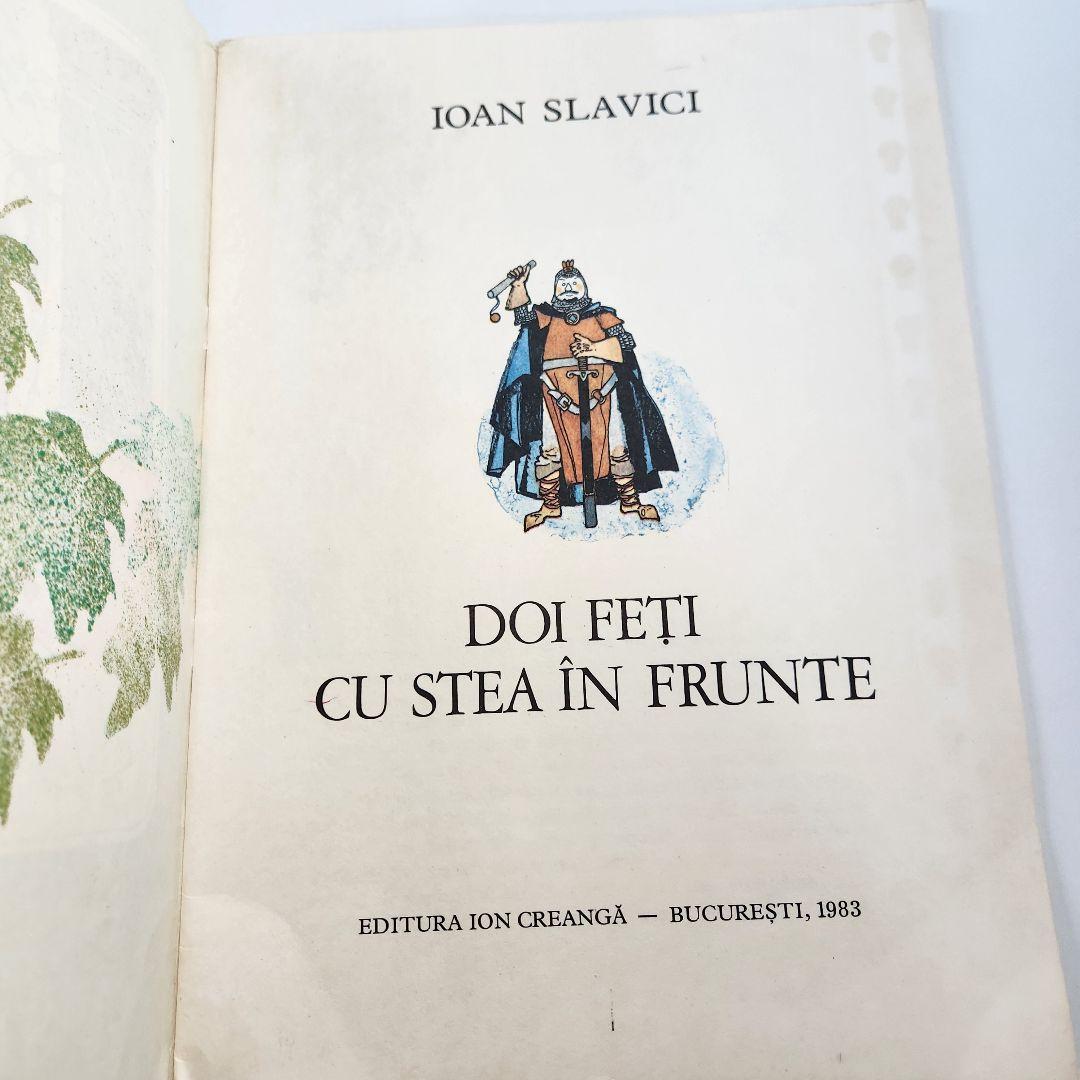 IOAN SLAVICI
DOI FEȚI
CU STEA ÎN FRUNTE
EDITURA ION CREANGĂ — BUCUREȘTI, 1983